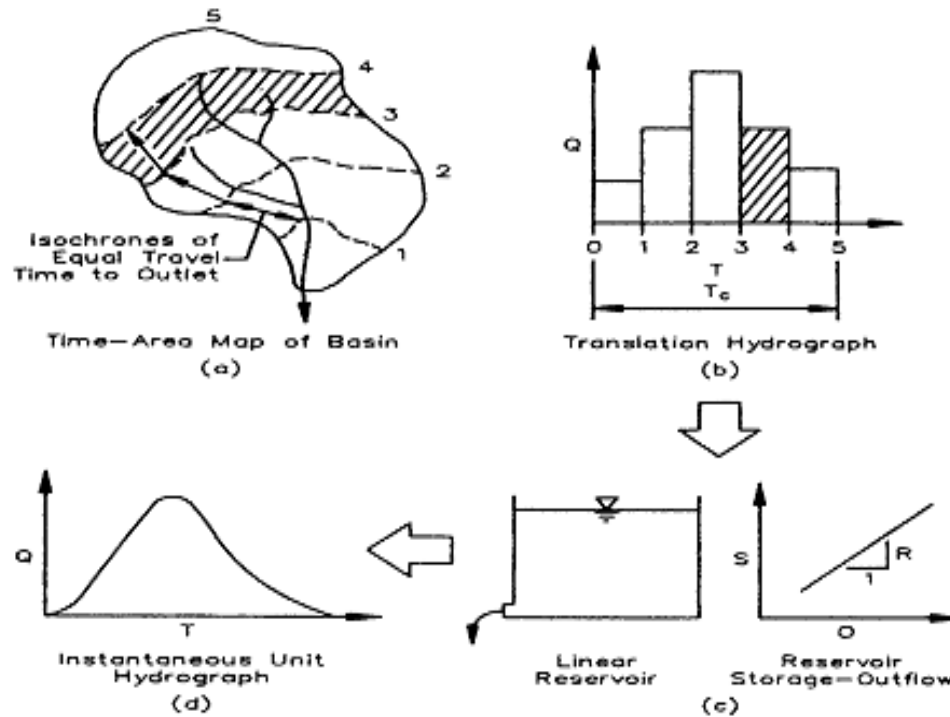 5
4
3
2
1
Isochrones of
Equal Travel
Time to Outlet
Time-Area Map of Basin
(a)
Q
0 1 2 3 4 5
T
Tc
Translation Hydrograph
(b)
Q
T
Instantaneous Unit
Hydrograph
(d)
Linear
Reservoir
S
R
1
O
Reservoir
Storage-Outflow
(c)